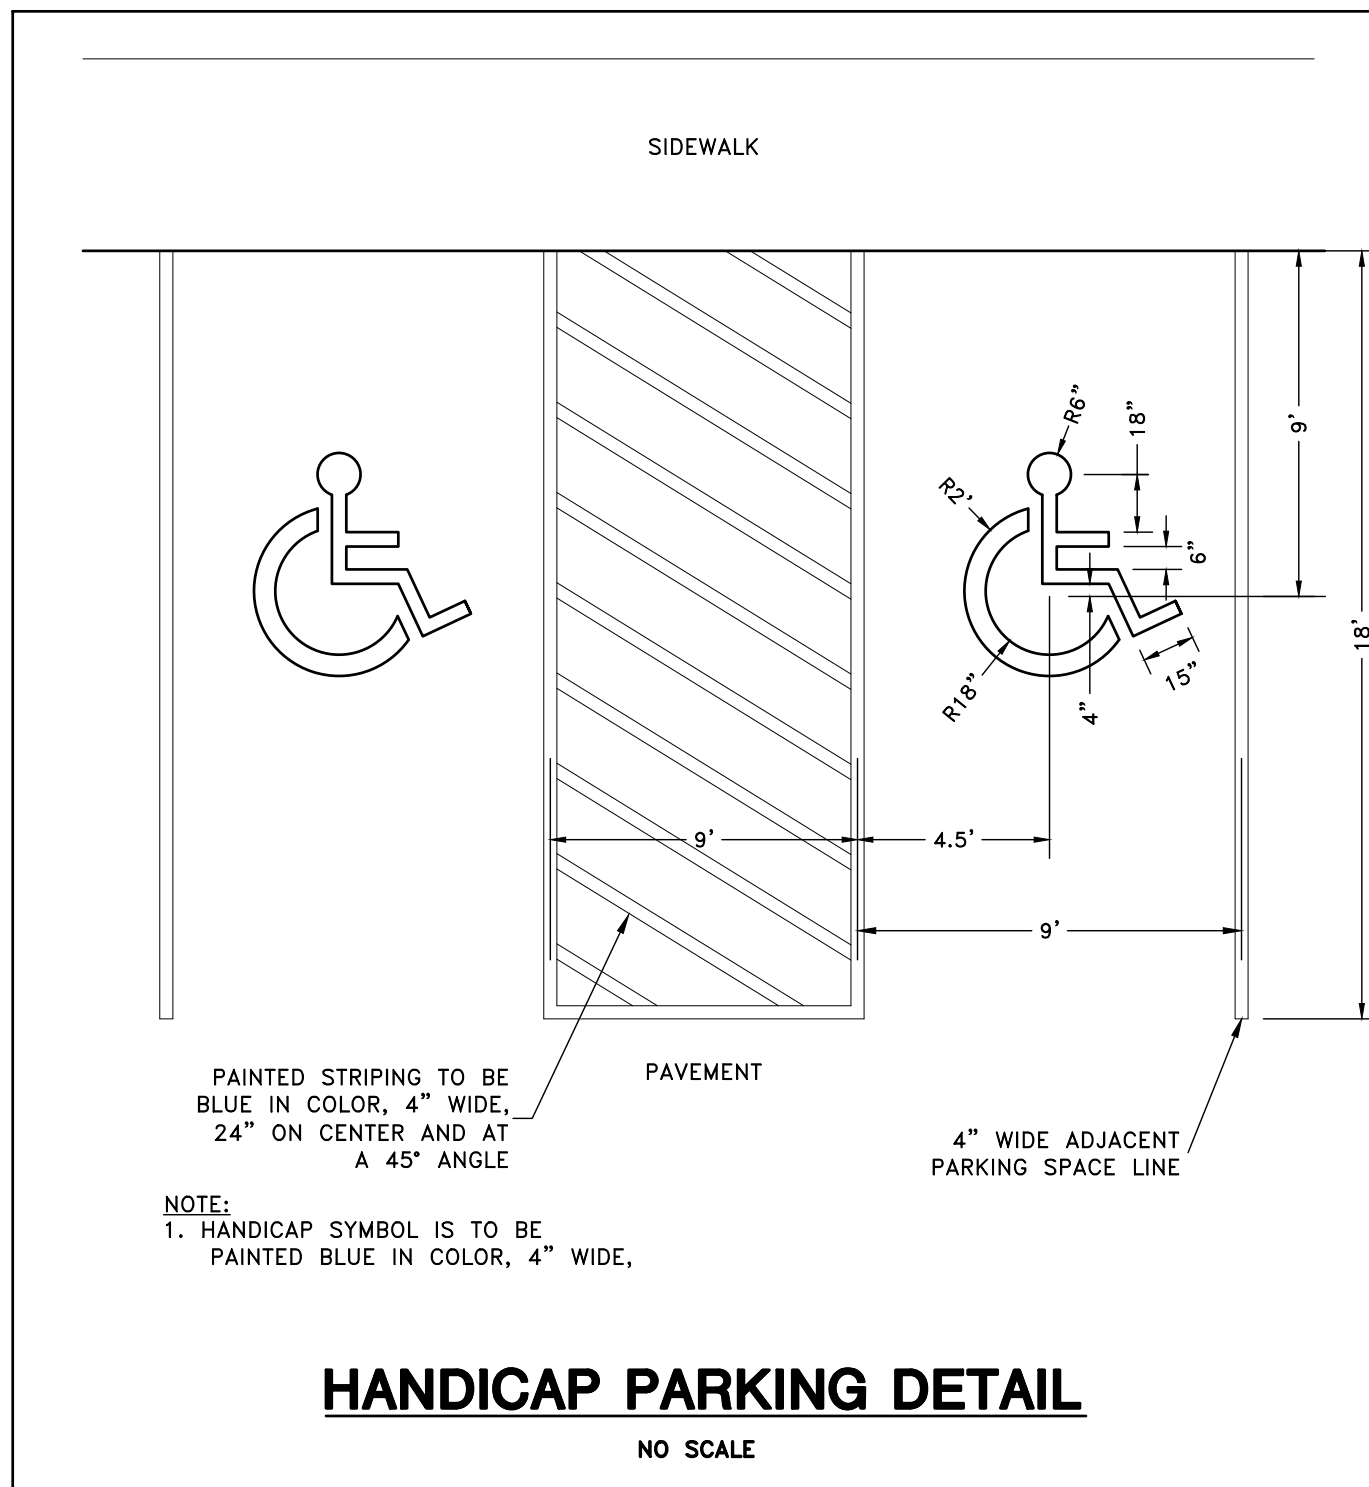 SIDEWALK
R6”
18”
9’
R2’
6”
18’
15”
R18”
4”
9’
4.5’
9’
PAINTED STRIPING TO BE
BLUE IN COLOR, 4” WIDE,
24” ON CENTER AND AT
A 45° ANGLE
PAVEMENT
4” WIDE ADJACENT
PARKING SPACE LINE
NOTE:
1. HANDICAP SYMBOL IS TO BE
PAINTED BLUE IN COLOR, 4” WIDE,
HANDICAP PARKING DETAIL
NO SCALE